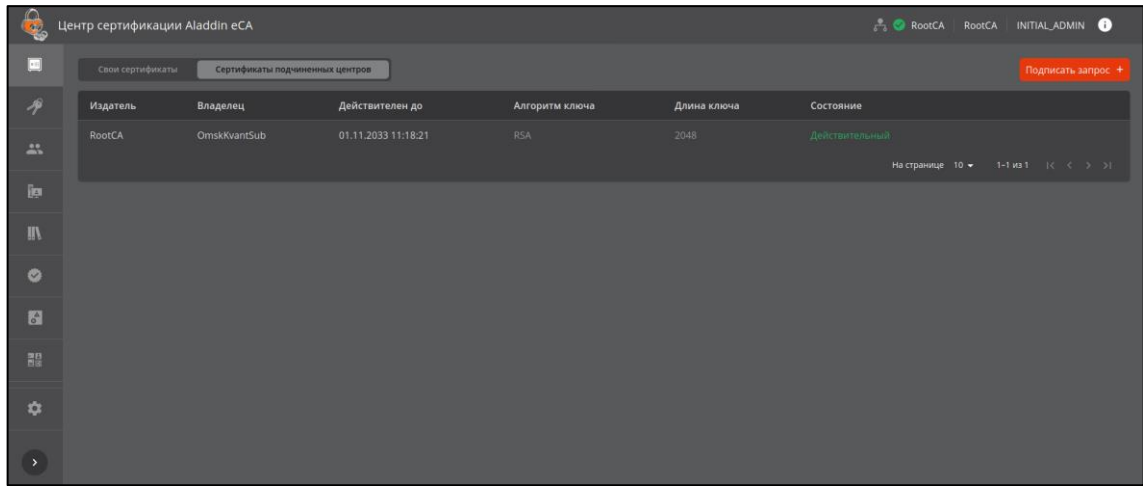 Центр сертификации Aladdin eCA
RootCA RootCA INITIAL_ADMIN
Свои сертификаты Сертификаты подчиненных центров Подписать запрос +
Издатель Владелец Действителен до Алгоритм ключа Длина ключа Состояние
RootCA OmskKvantSub 01.11.2033 11:18:21 RSA 2048 Действительный
На странице 10 1-1 из 1